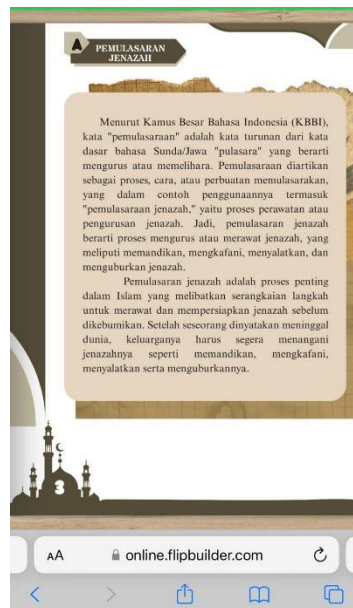 A
PEMULASARAN
JENAZAH
Menurut Kamus Besar Bahasa Indonesia (KBBI),
kata "pemulasaraan" adalah kata turunan dari kata
dasar bahasa Sunda/Jawa "pulasara" yang berarti
mengurus atau memelihara. Pemulasaraan diartikan
sebagai proses, cara, atau perbuatan memulasarakan,
yang dalam contoh penggunaannya termasuk
"pemulasaraan jenazah," yaitu proses perawatan atau
pengurusan jenazah. Jadi, pemulasaran jenazah
berarti proses mengurus atau merawat jenazah, yang
meliputi memandikan, mengkafani, menyalatkan, dan
menguburkan jenazah.
Pemulasaran jenazah adalah proses penting
dalam Islam yang melibatkan serangkaian langkah
untuk merawat dan mempersiapkan jenazah sebelum
dikebumikan. Setelah seseorang dinyatakan meninggal
dunia, keluarganya harus segera menangani
jenazahnya seperti memandikan, mengkafani,
menyalatkan serta menguburkannya.
3
AA
online.flipbuilder.com